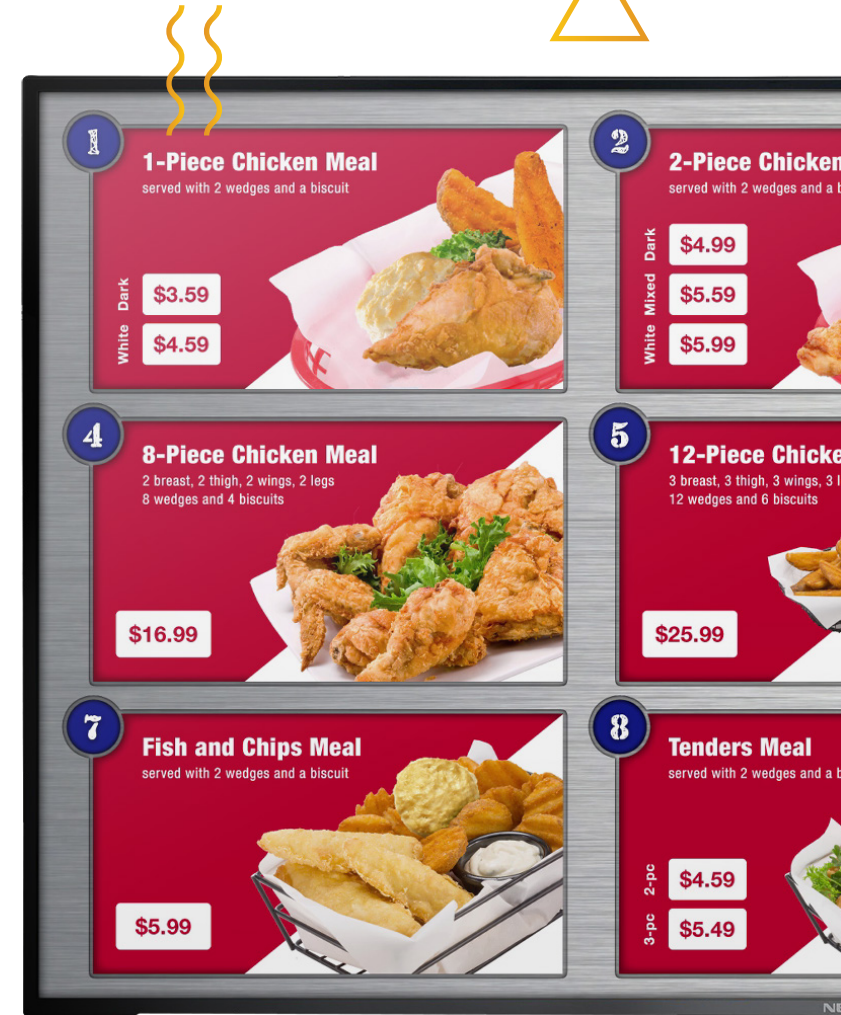 1
1-Piece Chicken Meal
served with 2 wedges and a biscuit
Dark
$3.59
White
$4.59
2
2-Piece Chicken
served with 2 wedges and a
Dark
$4.99
Mixed
$5.59
White
$5.99
4
8-Piece Chicken Meal
2 breast, 2 thigh, 2 wings, 2 legs
8 wedges and 4 biscuits
$16.99
5
12-Piece
3 breast, 3 thigh, 3 wings, 3
12 wedges and 6 biscuits
$25.99
7
Fish and Chips Meal
served with 2 wedges and a biscuit
$5.99
8
Tenders Meal
served with 2 wedges and a
2-pc
$4.59
3-pc
$5.49